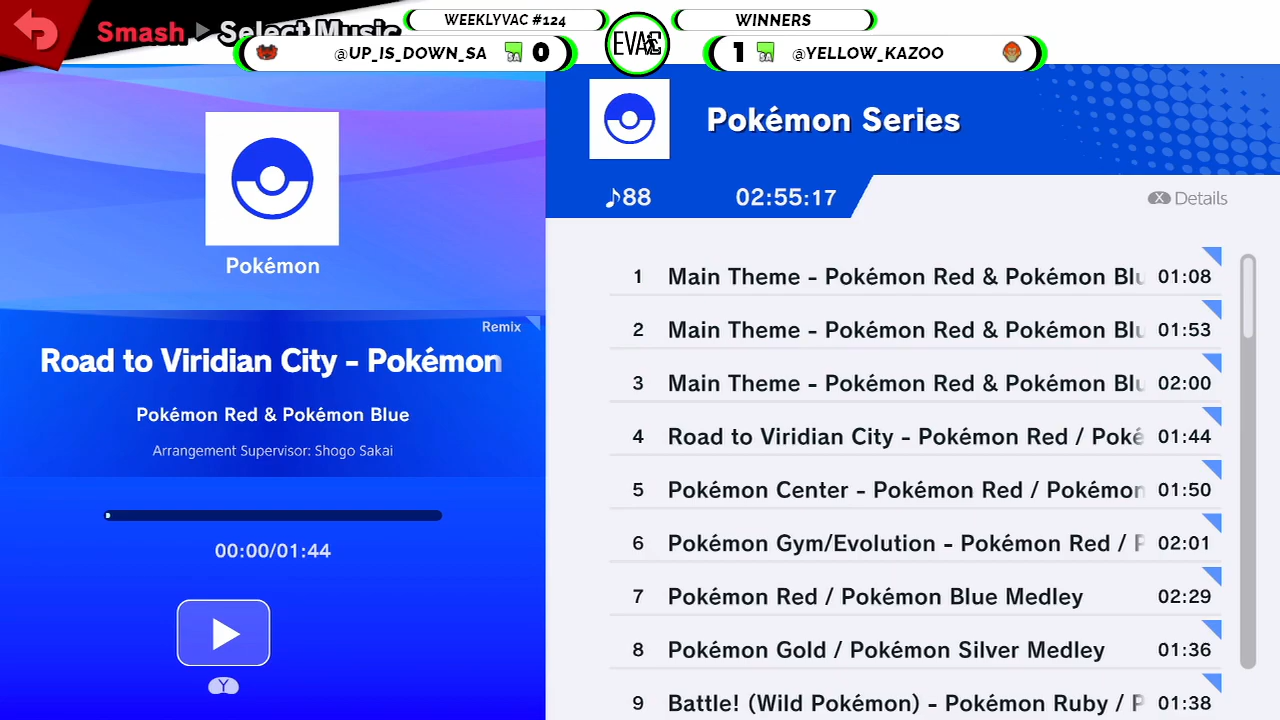 WEEKLYVAC #124
WINNERS
Smash
Select Music
@UP_IS_DOWN_SA
SA
0
EVAC
1
SA
@YELLOW_KAZOO
Pokémon
Remix
Road to Viridian City - Pokémon
Pokémon Red & Pokémon Blue
Arrangement Supervisor: Shogo Sakai
00:00/01:44
Y
Pokémon Series
♪88
02:55:17
X Details
1 Main Theme - Pokémon Red & Pokémon Blu 01:08
2 Main Theme - Pokémon Red & Pokémon Blu 01:53
3 Main Theme - Pokémon Red & Pokémon Blu 02:00
4 Road to Viridian City - Pokémon Red / Poké 01:44
5 Pokémon Center - Pokémon Red / Pokémon 01:50
6 Pokémon Gym/Evolution - Pokémon Red / P 02:01
7 Pokémon Red / Pokémon Blue Medley 02:29
8 Pokémon Gold / Pokémon Silver Medley 01:36
9 Battle! (Wild Pokémon) - Pokémon Ruby / P 01:38